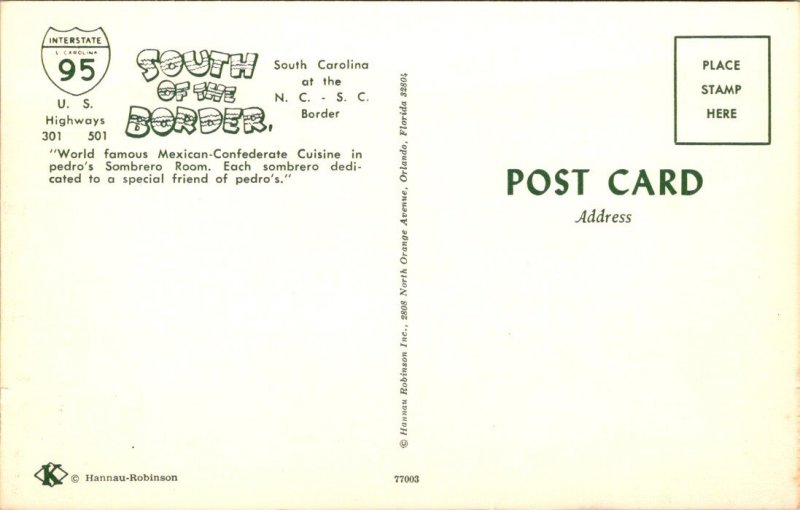 INTERSTATE
S. CAROLINA
95
U. S.
Highways
301 501
SOUTH
OF THE
BORDER,
South Carolina
at the
N. C. - S. C.
Border
"World famous Mexican-Confederate Cuisine in
pedro's Sombrero Room. Each sombrero dedi-
cated to a special friend of pedro's."
© Hannau Robinson Inc., 2808 North Orange Avenue, Orlando, Florida 32804
PLACE
STAMP
HERE
POST CARD
Address
K © Hannau-Robinson
77003